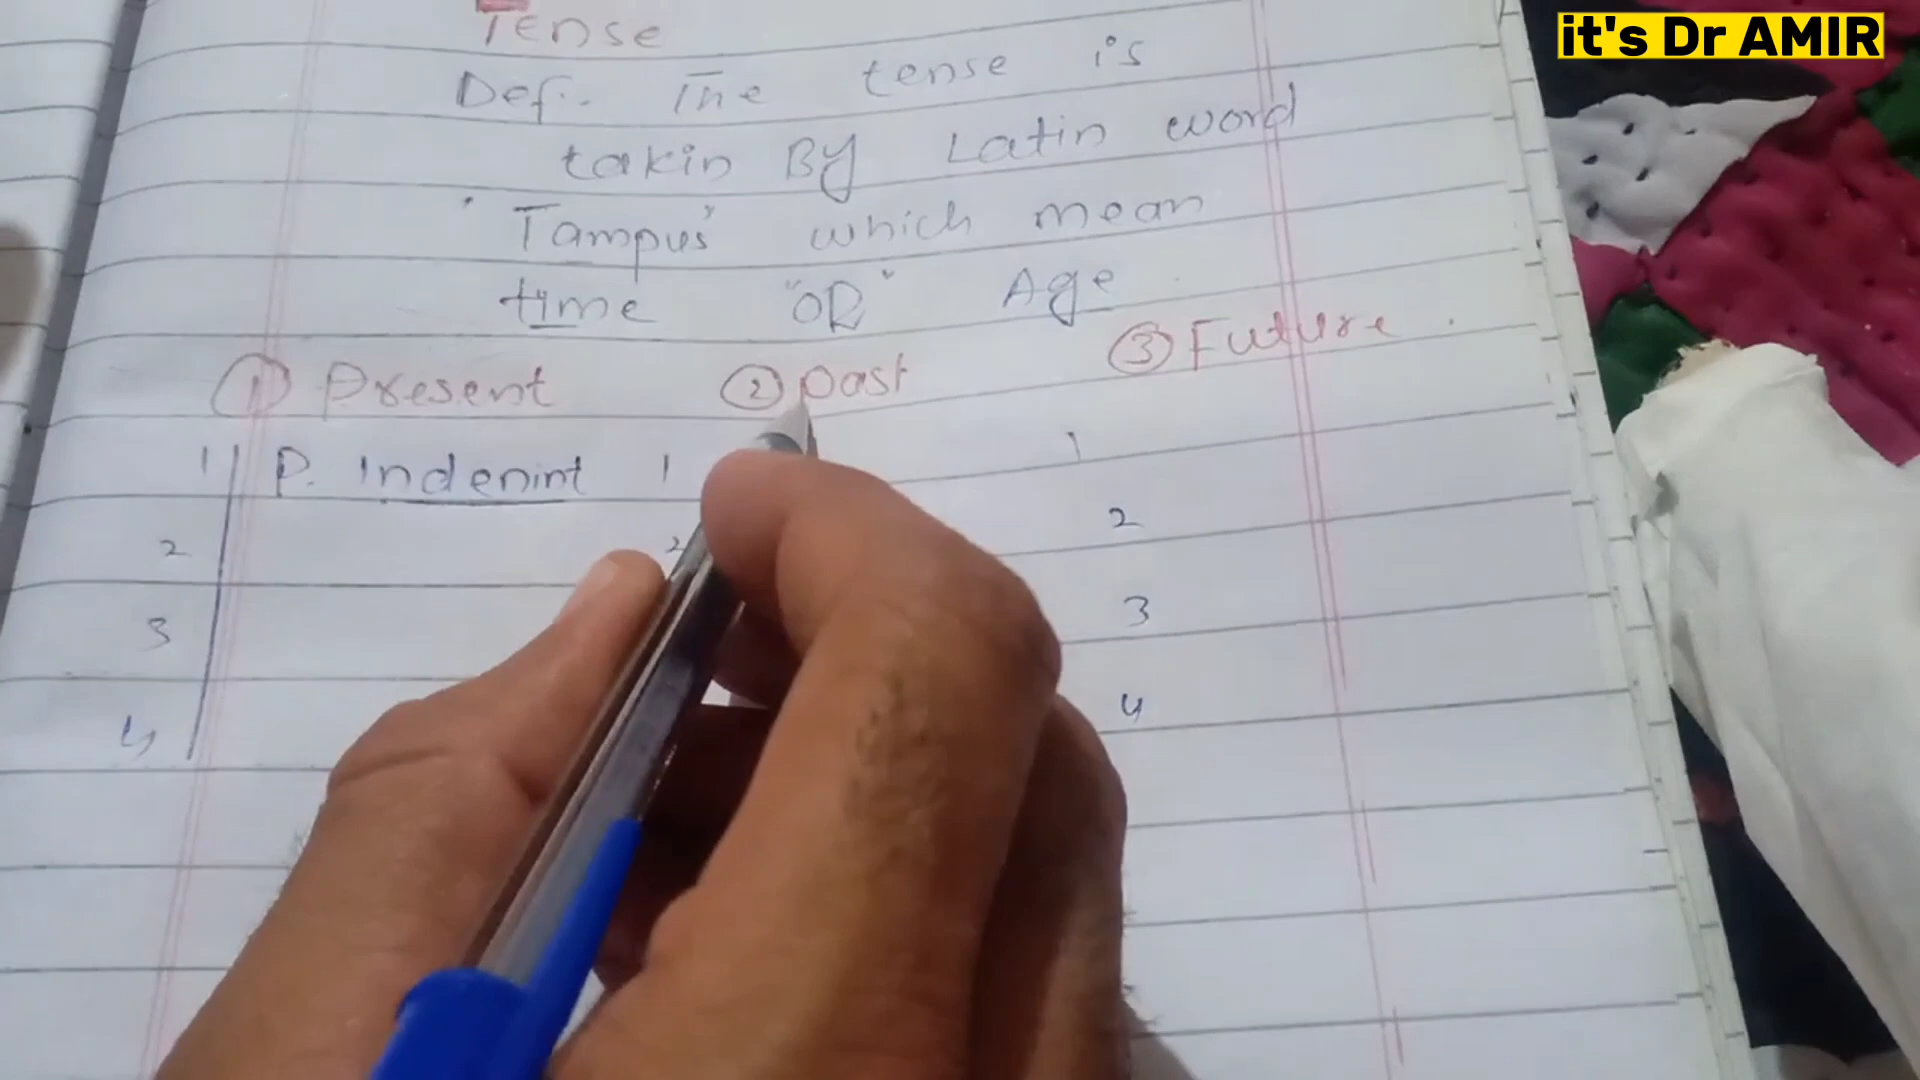 it's Dr AMIR
Tense
Def:- The tense is
takin By Latin word
"Tampus" which mean
time "OR" Age
① Present ② Past ③ Future.
1 P. Indenint 1 1
2 2 2
3 3
4 4